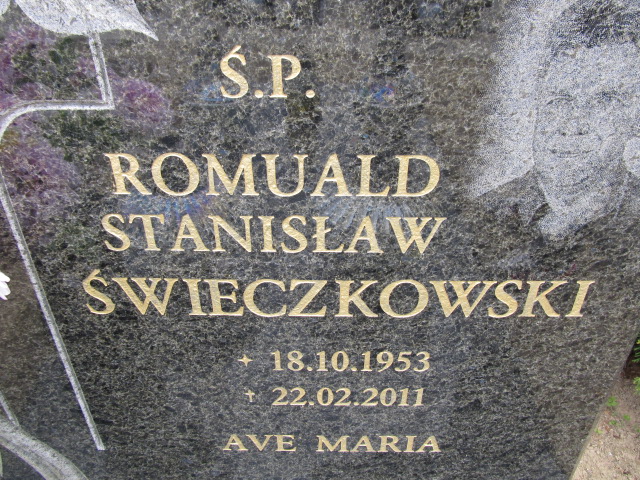 Ś.P.
ROMUALD
STANISŁAW
ŚWIECZKOWSKI
✦ 18.10.1953
✝ 22.02.2011
AVE MARIA